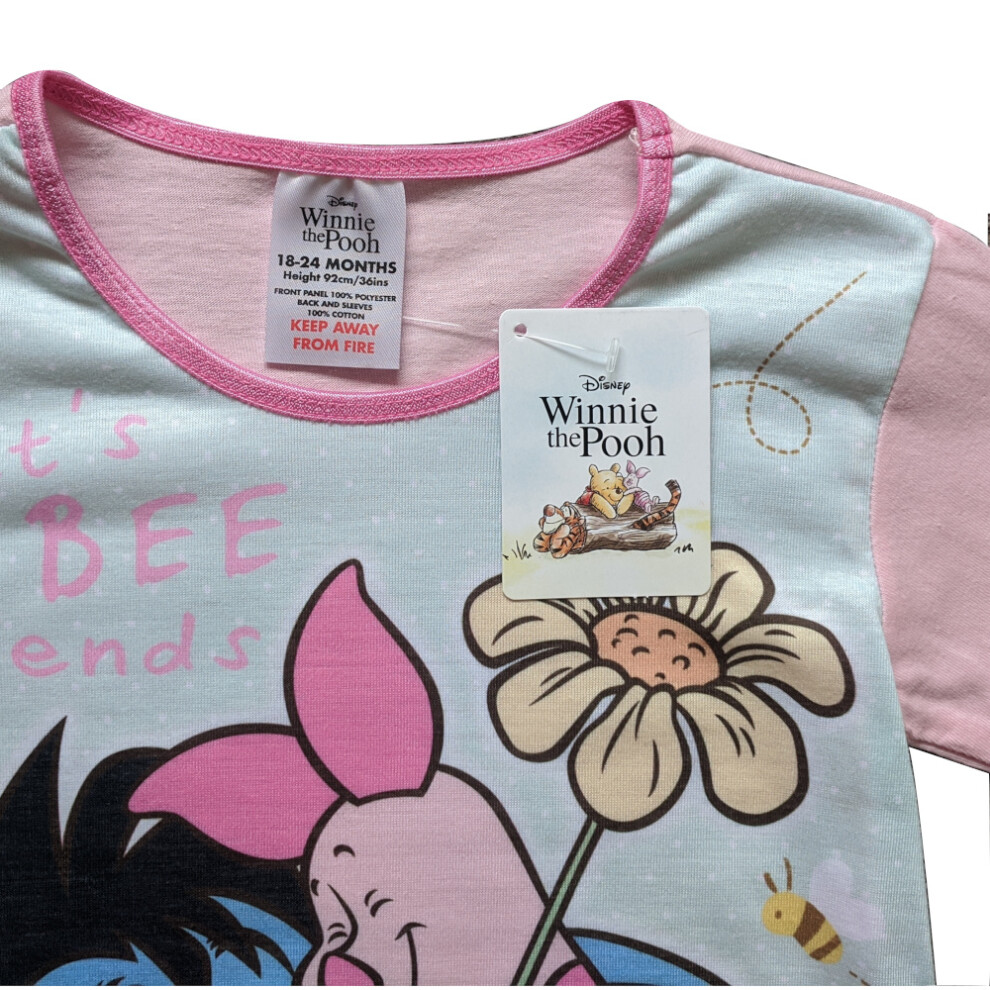 Disney
Winnie
the Pooh
18-24 MONTHS
Height 92cm/36ins
FRONT PANEL 100% POLYESTER
BACK AND SLEEVES
100% COTTON
KEEP AWAY
FROM FIRE
Disney
Winnie
the Pooh
t's
BEE
ends